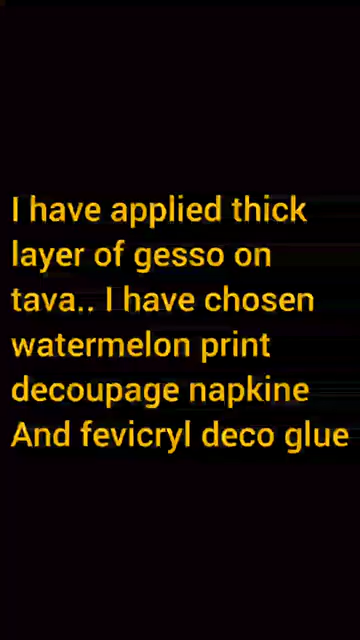 I have applied thick
layer of gesso on
tava.. I have chosen
watermelon print
decoupage napkine
And fevicryl deco glue